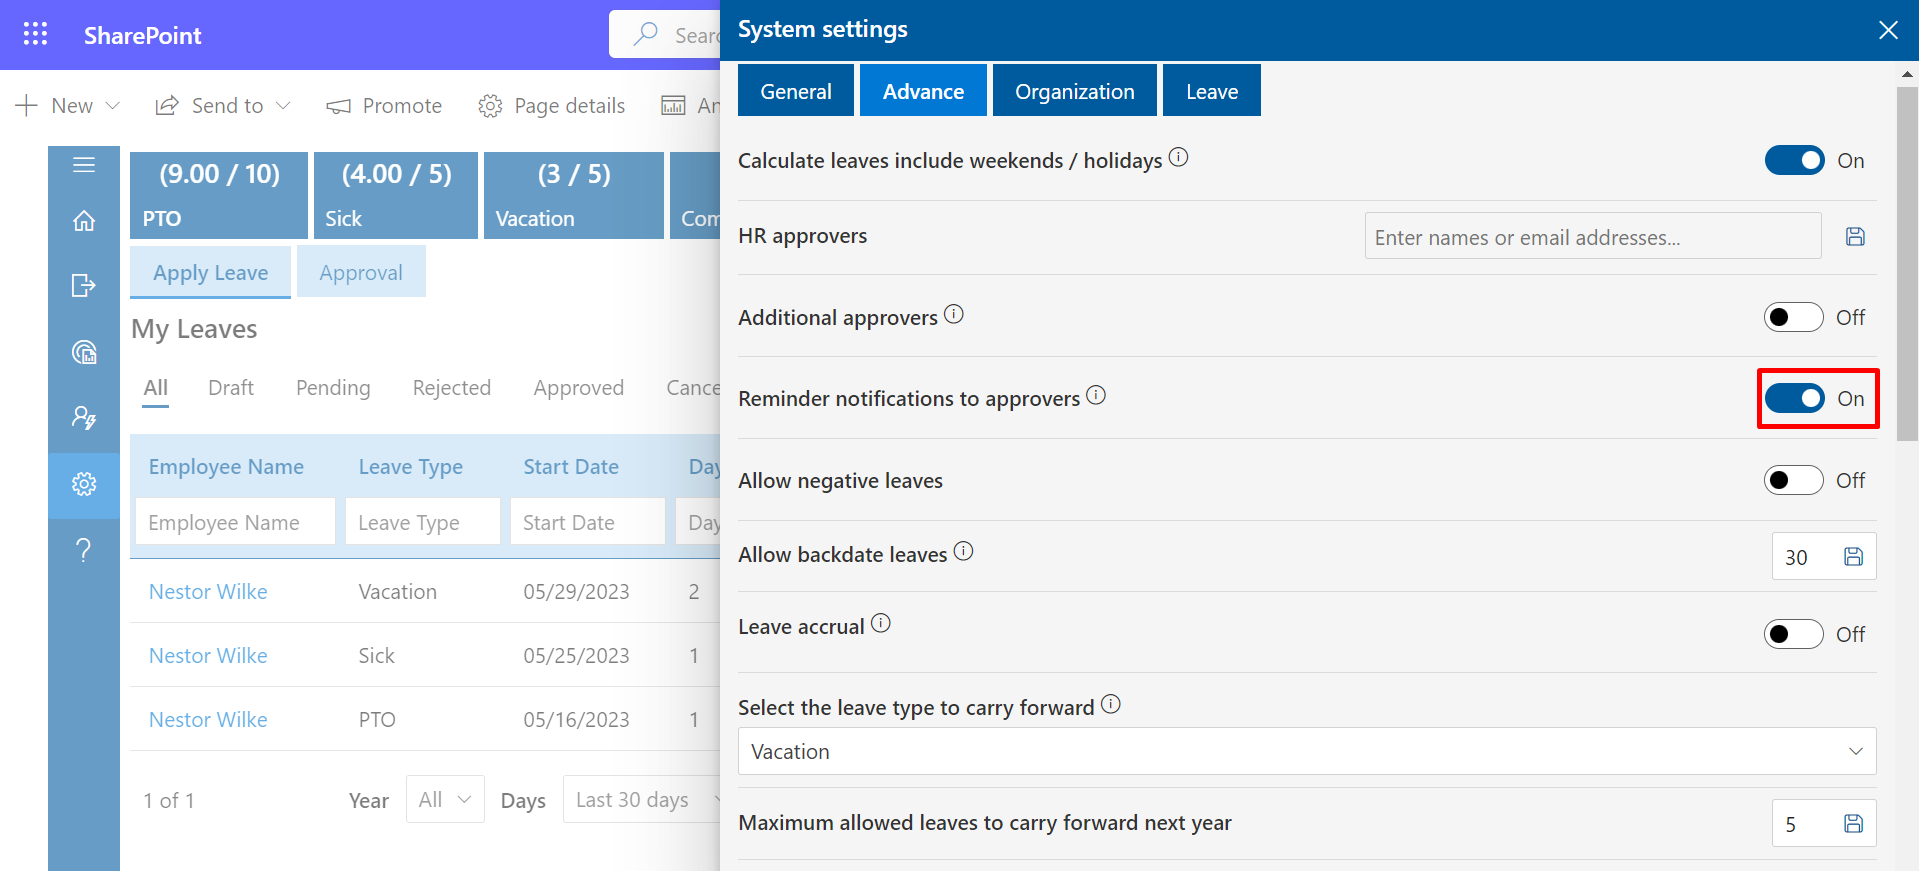 SharePoint
Sear
New
Send to
Promote
Page details
An
(9.00 / 10)
PTO
(4.00 / 5)
Sick
(3 / 5)
Vacation
Com
Apply Leave
Approval
My Leaves
All
Draft
Pending
Rejected
Approved
Cance
Employee Name
Leave Type
Start Date
Day
Employee Name
Leave Type
Start Date
Day
Nestor Wilke
Vacation
05/29/2023
2
Nestor Wilke
Sick
05/25/2023
1
Nestor Wilke
PTO
05/16/2023
1
1 of 1
Year
All
Days
Last 30 days
System settings
General
Advance
Organization
Leave
Calculate leaves include weekends / holidays
On
HR approvers
Enter names or email addresses...
Additional approvers
Off
Reminder notifications to approvers
On
Allow negative leaves
Off
Allow backdate leaves
30
Leave accrual
Off
Select the leave type to carry forward
Vacation
Maximum allowed leaves to carry forward next year
5